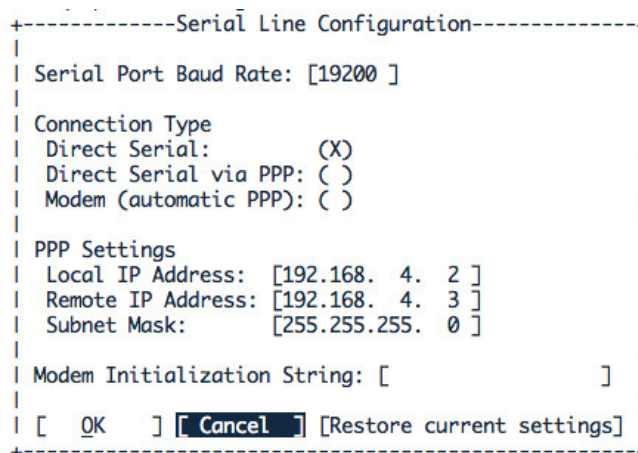 +-------------Serial Line Configuration--------------
|
| Serial Port Baud Rate: [19200 ]
|
| Connection Type
|  Direct Serial:         (X)
|  Direct Serial via PPP: ( )
|  Modem (automatic PPP): ( )
|
| PPP Settings
|  Local IP Address:  [192.168.  4.  2 ]
|  Remote IP Address: [192.168.  4.  3 ]
|  Subnet Mask:       [255.255.255.  0 ]
|
| Modem Initialization String: [                ]
|
| [   OK    ] [ Cancel  ] [Restore current settings]
+----------------------------------------------------